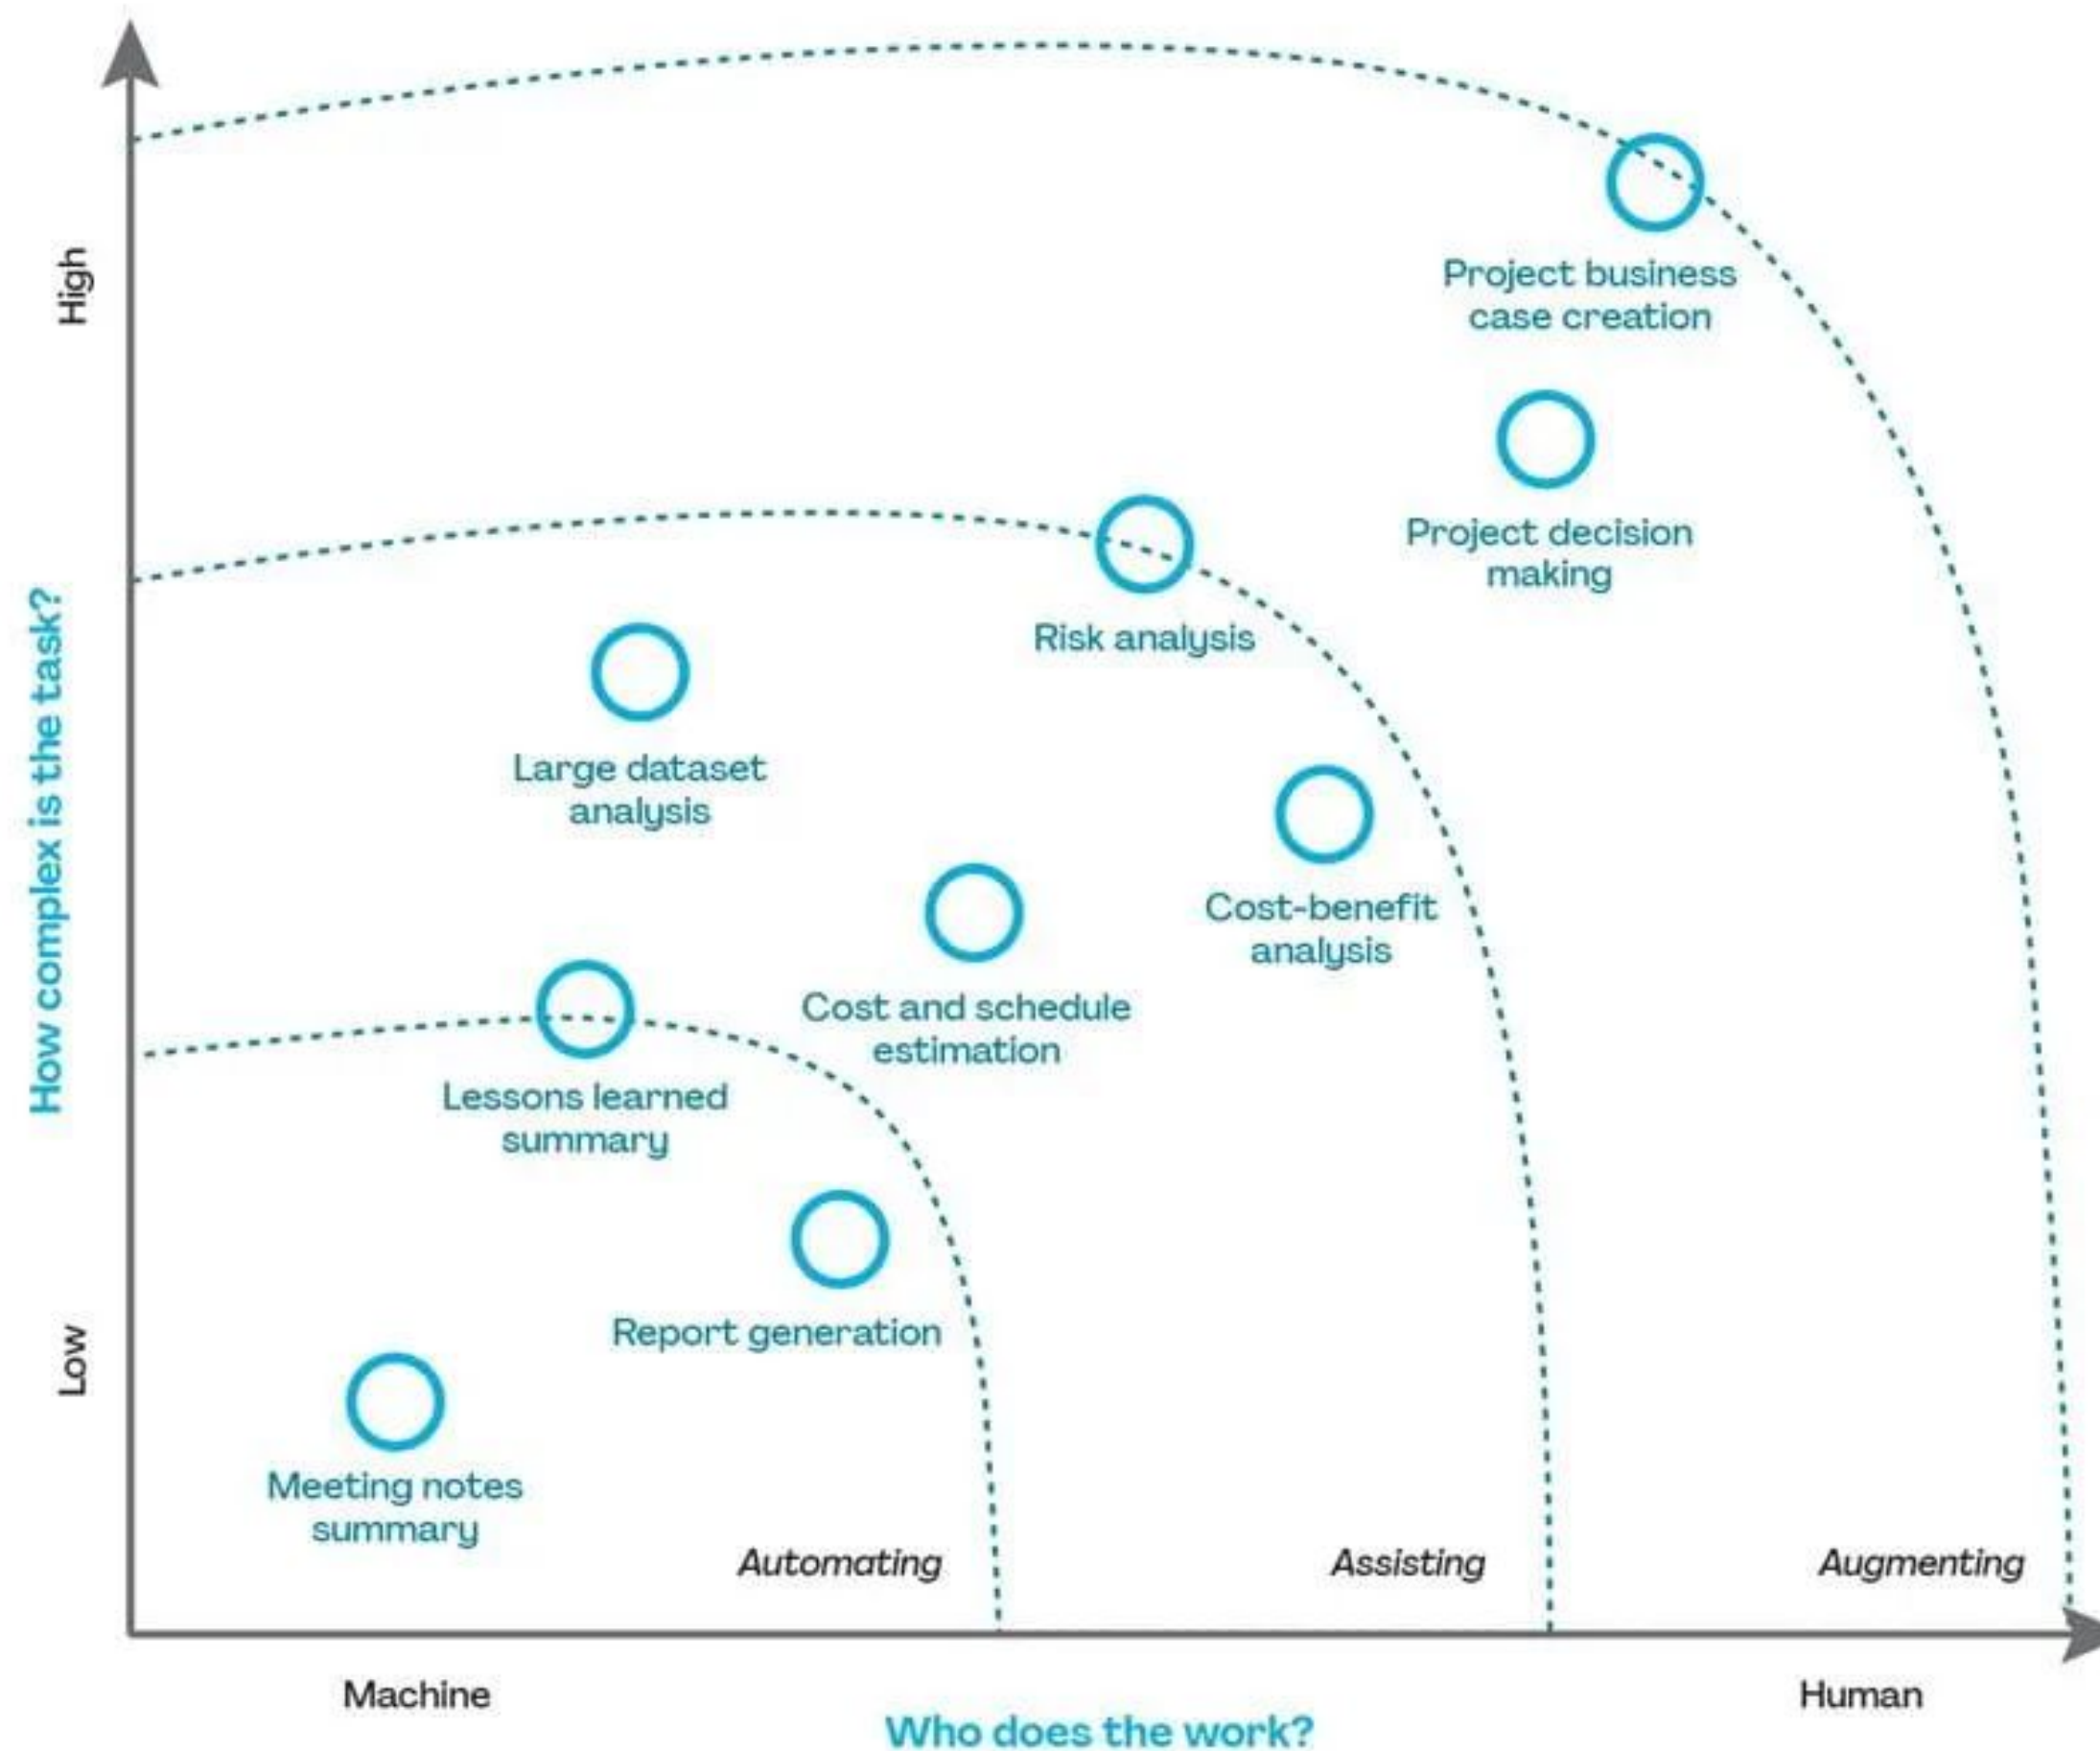 High
Project business
case creation
Project decision
making
Risk analysis
How complex is the task?
Large dataset
analysis
Cost-benefit
analysis
Cost and schedule
estimation
Lessons learned
summary
Report generation
Low
Meeting notes
summary
Automating
Assisting
Augmenting
Machine
Human
Who does the work?